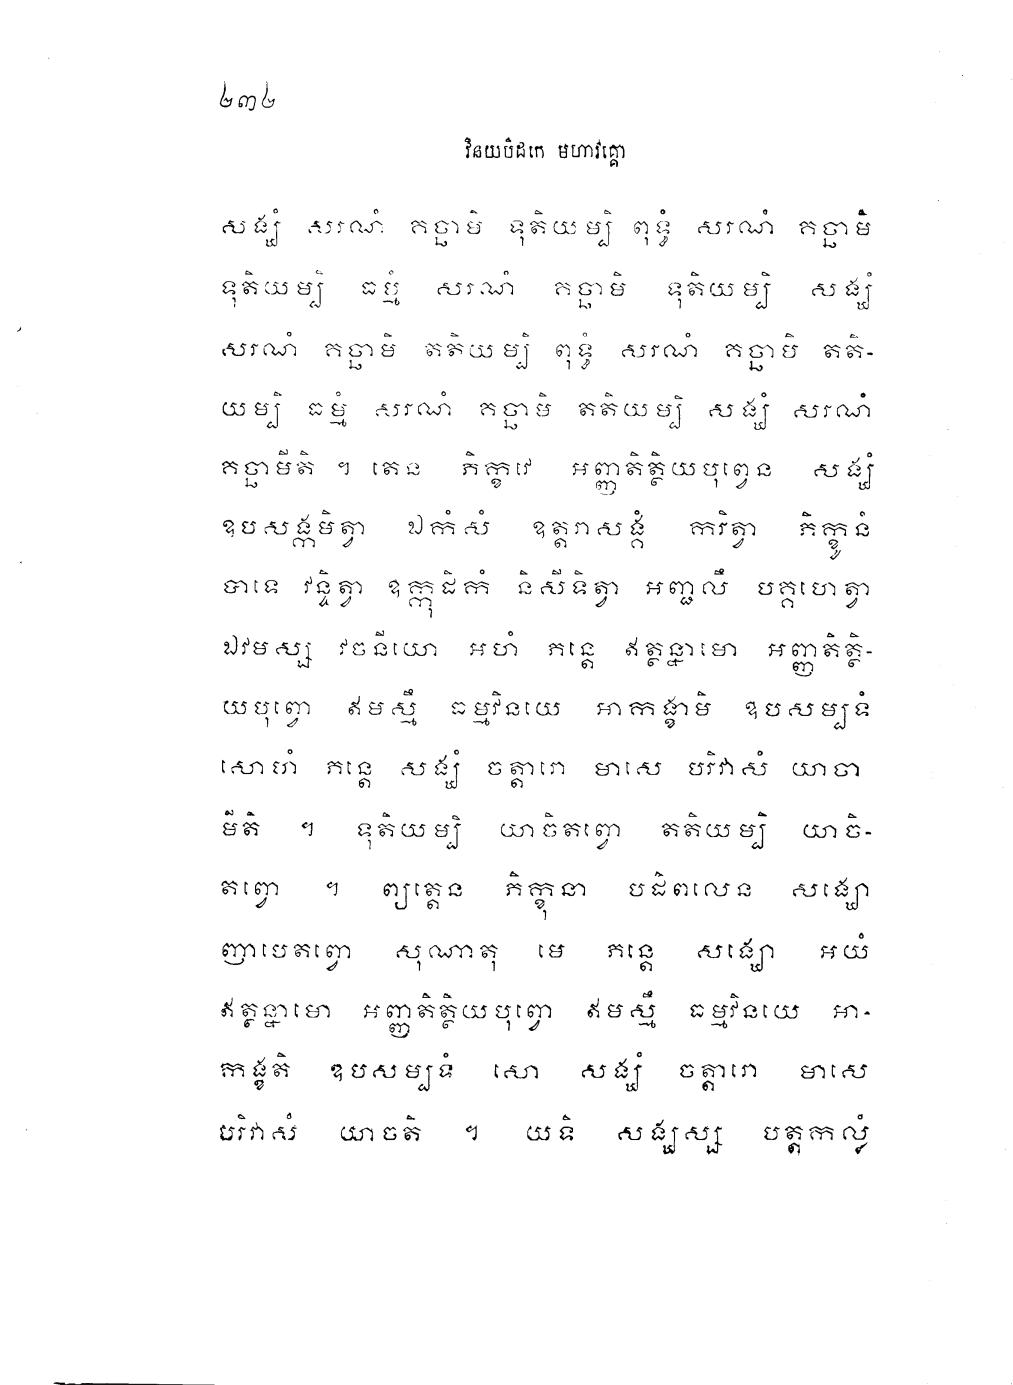 ២៣២
វិនយបិដកេ មហាវគ្គោ
សង្ឃំ សរណំ គច្ឆាមិ ទុតិយម្បិ ពុទ្ធំ សរណំ គច្ឆាមិ
ទុតិយម្បិ ធម្មំ សរណំ គច្ឆាមិ ទុតិយម្បិ សង្ឃំ
សរណំ គច្ឆាមិ តតិយម្បិ ពុទ្ធំ សរណំ គច្ឆាមិ តតិ-
យម្បិ ធម្មំ សរណំ គច្ឆាមិ តតិយម្បិ សង្ឃំ សរណំ
គច្ឆាមីតិ ។ តេន ភិក្ខវេ អញ្ញតិត្ថិយបុព្វេន សង្ឃំ
ឧបសង្កមិត្វា ឯកំសំ ឧត្តរាសង្គំ ករិត្វា ភិក្ខូនំ
បាទេ វន្ទិត្វា ឧក្កុដិកំ និសីទិត្វា អញ្ជលឹ បគ្គហេត្វា
ឯវមស្ស វចនីយោ អហំ ភន្តេ ឥត្ថន្នាមោ អញ្ញតិត្ថិ-
យបុព្វោ ឥមស្មឹ ធម្មវិនយេ អាកង្ខាមិ ឧបសម្បទំ
សោហំ ភន្តេ សង្ឃំ ចត្តារោ មាសេ បរិវាសំ យាចា
មីតិ ។ ទុតិយម្បិ យាចិតព្វោ តតិយម្បិ យាចិ-
តព្វោ ។ ព្យត្តេន ភិក្ខុនា បដិពលេន សង្ឃោ
ញាបេតព្វោ សុណាតុ មេ ភន្តេ សង្ឃោ អយំ
ឥត្ថន្នាមោ អញ្ញតិត្ថិយបុព្វោ ឥមស្មឹ ធម្មវិនយេ អា-
កង្ខតិ ឧបសម្បទំ សោ សង្ឃំ ចត្តារោ មាសេ
បរិវាសំ យាចតិ ។ យទិ សង្ឃស្ស បត្តកល្លំ